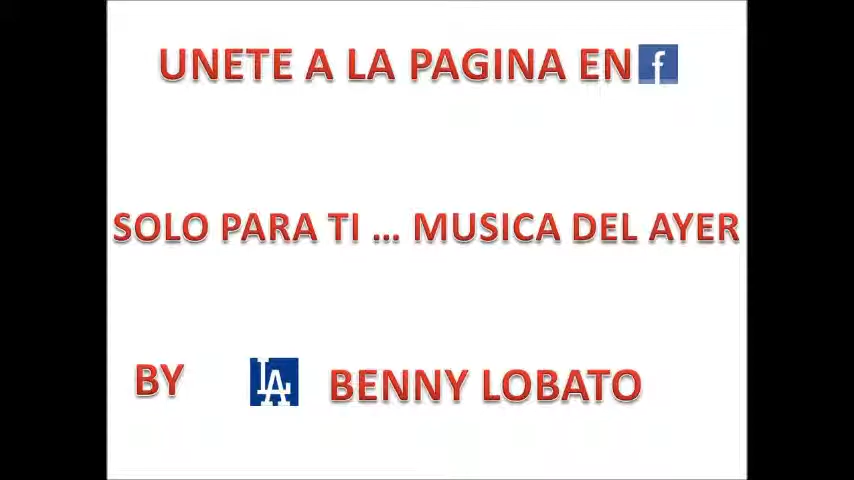 UNETE A LA PAGINA EN f
SOLO PARA TI ... MUSICA DEL AYER
BY LA BENNY LOBATO